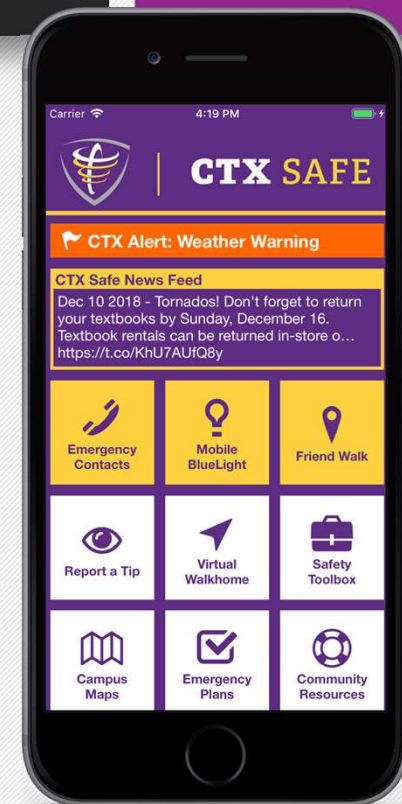 Carrier
4:19 PM
CTX SAFE
CTX Alert: Weather Warning
CTX Safe News Feed
Dec 10 2018 - Tornados! Don't forget to return
your textbooks by Sunday, December 16.
Textbook rentals can be returned in-store o…
https://t.co/KhU7AUfQ8y
Emergency
Contacts
Mobile
BlueLight
Friend Walk
Report a Tip
Virtual
Walkhome
Safety
Toolbox
Campus
Maps
Emergency
Plans
Community
Resources